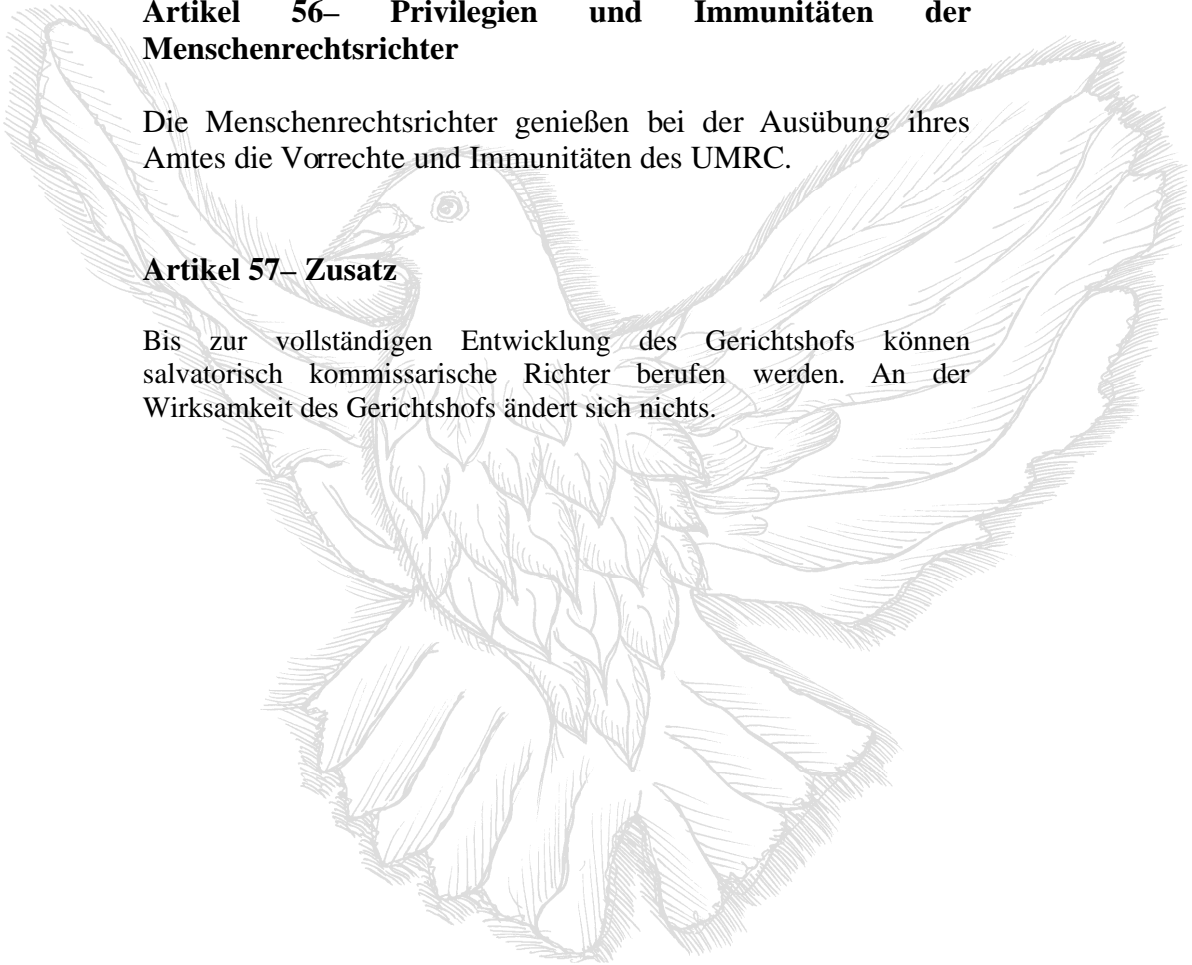 Artikel 56– Privilegien und Immunitäten der
Menschenrechtsrichter
Die Menschenrechtsrichter genießen bei der Ausübung ihres
Amtes die Vorrechte und Immunitäten des UMRC.
Artikel 57– Zusatz
Bis zur vollständigen Entwicklung des Gerichtshofs können
salvatorisch kommissarische Richter berufen werden. An der
Wirksamkeit des Gerichtshofs ändert sich nichts.